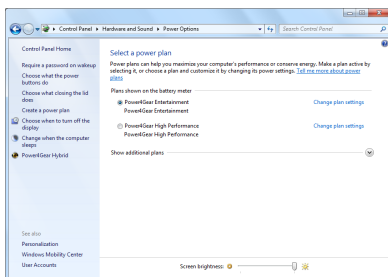 Control Panel ▸ Hardware and Sound ▸ Power Options
Search Control Panel
Control Panel Home
Require a password on wakeup
Choose what the power
buttons do
Choose what closing the lid
does
Create a power plan
Choose when to turn off the
display
Change when the computer
sleeps
Power4Gear Hybrid
See also
Personalization
Windows Mobility Center
User Accounts
Select a power plan
Power plans can help you maximize your computer's performance or conserve energy. Make a plan active by
selecting it, or choose a plan and customize it by changing its power settings. Tell me more about power
plans
Plans shown on the battery meter
Power4Gear Entertainment
Change plan settings
Power4Gear Entertainment
Power4Gear High Performance
Change plan settings
Power4Gear High Performance
Show additional plans
Screen brightness: